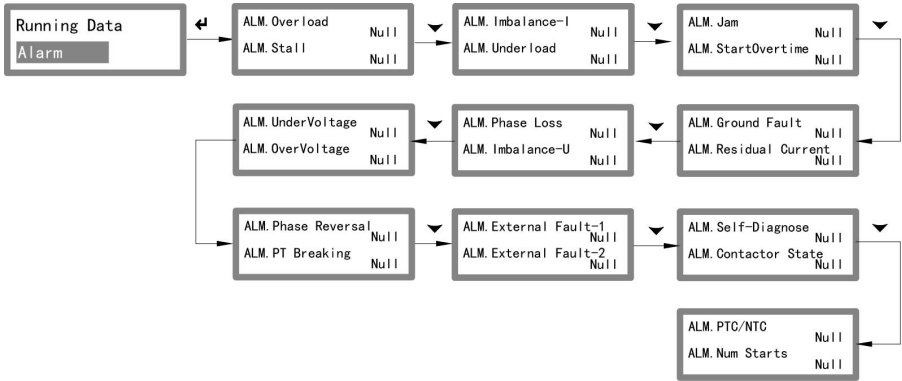 Running Data
Alarm
ALM. Overload
Null
ALM. Stall
Null
ALM. Imbalance-I
Null
ALM. Underload
Null
ALM. Jam
Null
ALM. StartOvertime
Null
ALM. Ground Fault
Null
ALM. Residual Current
Null
ALM. Phase Loss
Null
ALM. Imbalance-U
Null
ALM. UnderVoltage
Null
ALM. OverVoltage
Null
ALM. Phase Reversal
Null
ALM. PT Breaking
Null
ALM. External Fault-1
Null
ALM. External Fault-2
Null
ALM. Self-Diagnose
Null
ALM. Contactor State
Null
ALM. PTC/NTC
Null
ALM. Num Starts
Null